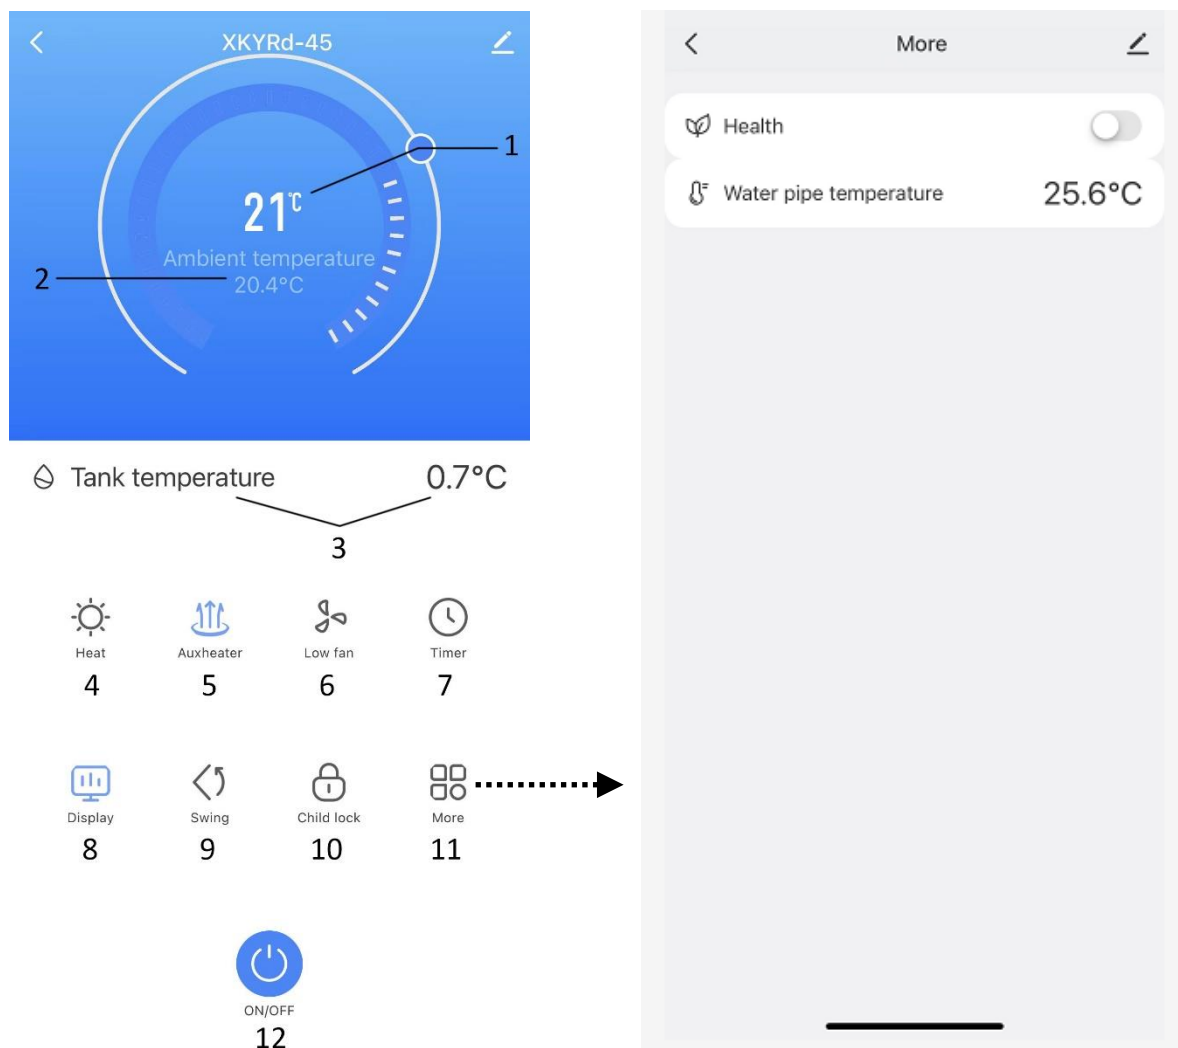 XKYRd-45
1
21°C
Ambient temperature
2
20.4°C
Tank temperature 0.7°C
3
Heat Auxheater Low fan Timer
4 5 6 7
Display Swing Child lock More
8 9 10 11
ON/OFF
12
More
Health
Water pipe temperature 25.6°C